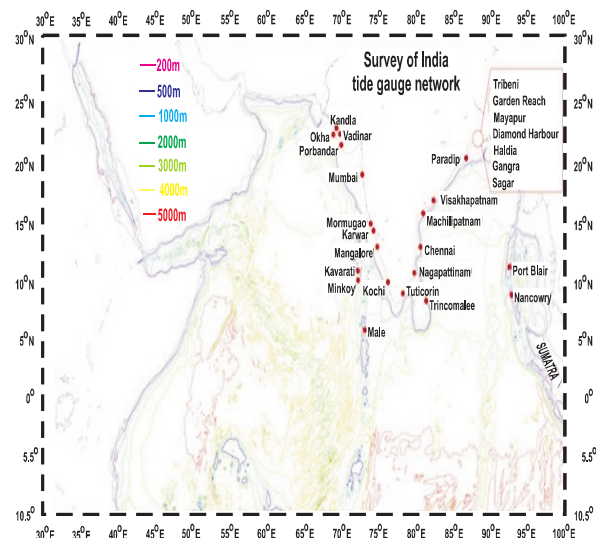 30°E 35°E 40°E 45°E 50°E 55°E 60°E 65°E 70°E 75°E 80°E 85°E 90°E 95°E 100°E
30°N 30°N
Survey of India
tide gauge network
200m
500m
1000m
2000m
3000m
4000m
5000m
25°N 25°N
Tribeni
Garden Reach
Mayapur
Diamond Harbour
Haldia
Gangra
Sagar
Kandla
Okha Vadinar
Porbandar
Paradip
20°N 20°N
Mumbai
Visakhapatnam
Machilipatnam
15°N 15°N
Mormugao
Karwar
Mangalore
Chennai
Kavarati
Minkoy
Kochi
Nagapattinam
Tuticorin
Trincomalee
Port Blair
Nancowry
10°N 10°N
Male
5°N 5°N
SUMATRA
0° 0°
5.5° 5.5°
10.5° 10.5°
30°E 35°E 40°E 45°E 50°E 55°E 60°E 65°E 70°E 75°E 80°E 85°E 90°E 95°E 100°E